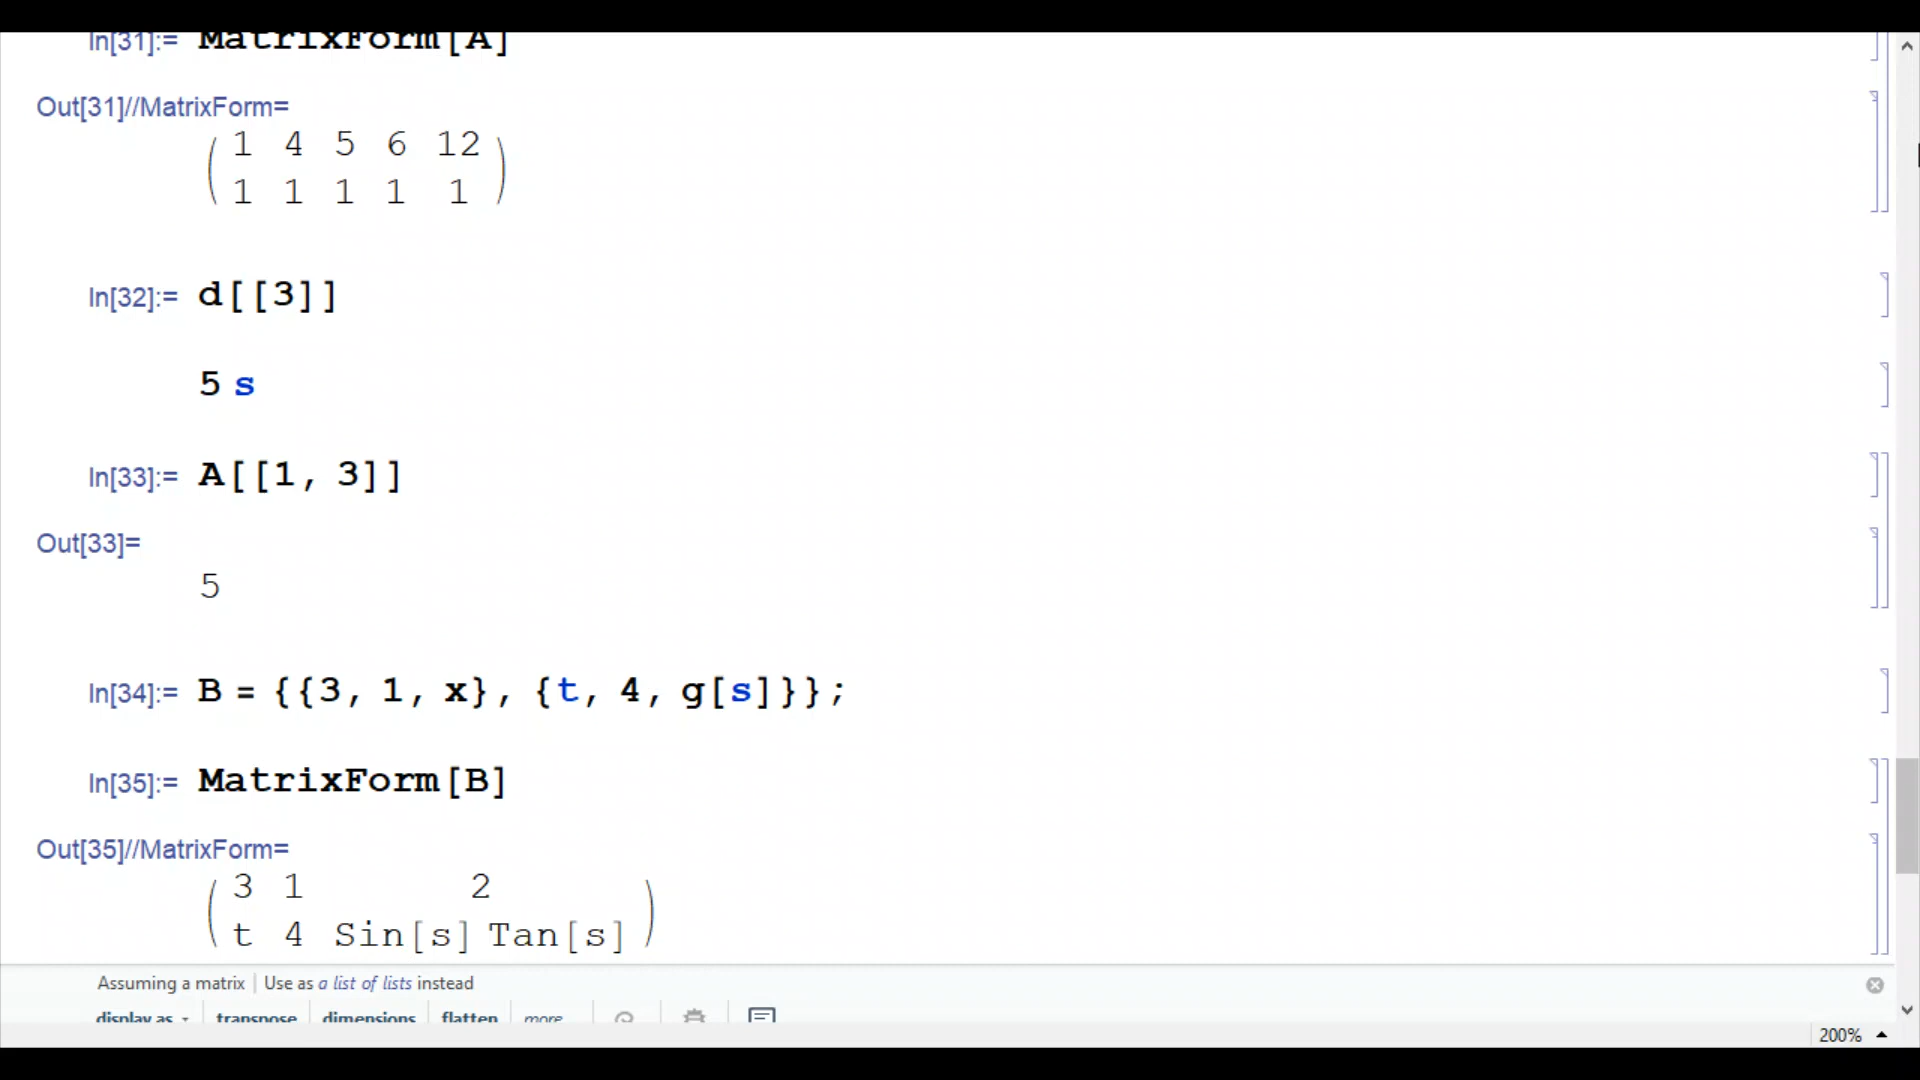 In[31]:= MatrixForm[A]
Out[31]//MatrixForm=
1 4 5 6 12
1 1 1 1 1
In[32]:= d[[3]]
5 s
In[33]:= A[[1, 3]]
Out[33]=
5
In[34]:= B = {{3, 1, x}, {t, 4, g[s]}};
In[35]:= MatrixForm[B]
Out[35]//MatrixForm=
3 1 2
t 4 Sin[s] Tan[s]
Assuming a matrix | Use as a list of lists instead
display as transpose dimensions flatten more
200%